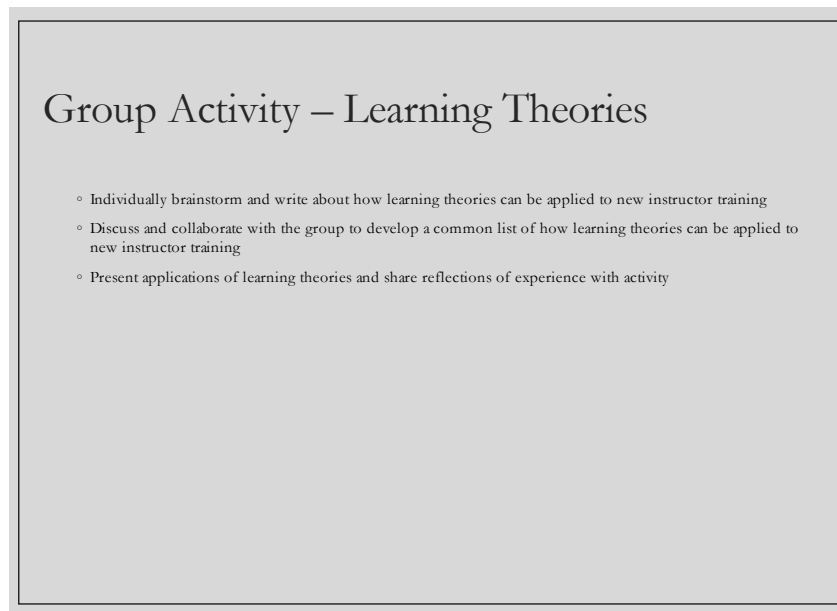 Group Activity – Learning Theories
◦ Individually brainstorm and write about how learning theories can be applied to new instructor training
◦ Discuss and collaborate with the group to develop a common list of how learning theories can be applied to
new instructor training
◦ Present applications of learning theories and share reflections of experience with activity